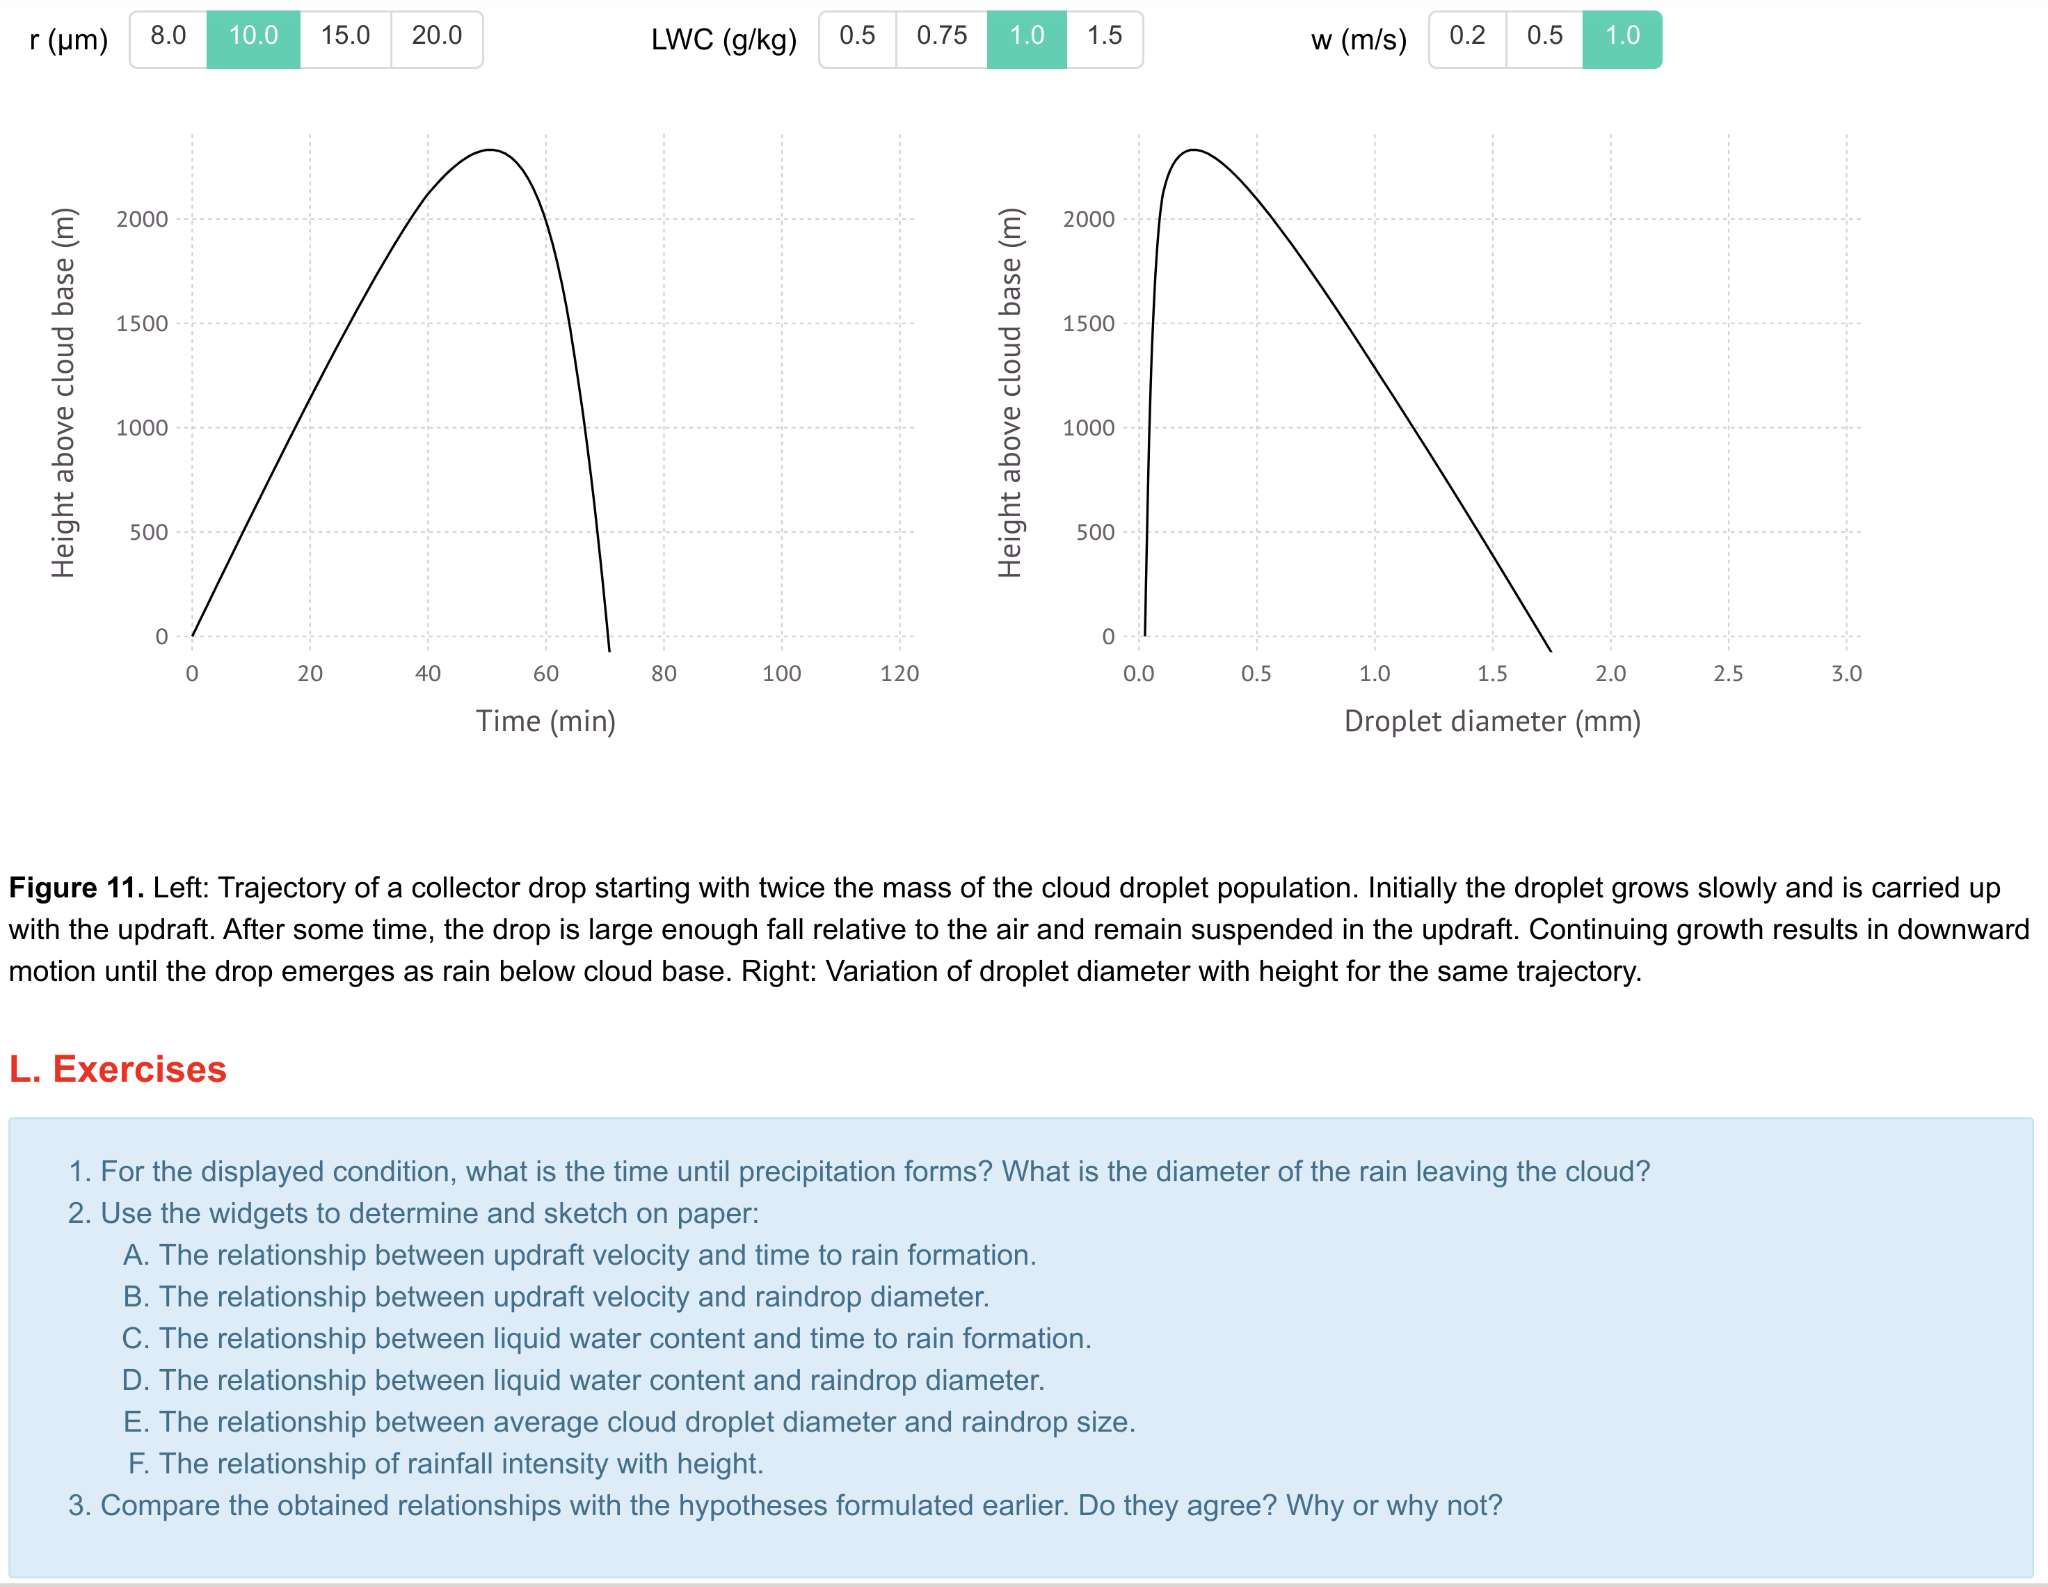 r (μm) 8.0 10.0 15.0 20.0 LWC (g/kg) 0.5 0.75 1.0 1.5 w (m/s) 0.2 0.5 1.0
Height above cloud base (m)
2000
1500
1000
500
0
0 20 40 60 80 100 120
Time (min)
Height above cloud base (m)
2000
1500
1000
500
0
0.0 0.5 1.0 1.5 2.0 2.5 3.0
Droplet diameter (mm)
Figure 11. Left: Trajectory of a collector drop starting with twice the mass of the cloud droplet population. Initially the droplet grows slowly and is carried up
with the updraft. After some time, the drop is large enough fall relative to the air and remain suspended in the updraft. Continuing growth results in downward
motion until the drop emerges as rain below cloud base. Right: Variation of droplet diameter with height for the same trajectory.
L. Exercises
1. For the displayed condition, what is the time until precipitation forms? What is the diameter of the rain leaving the cloud?
2. Use the widgets to determine and sketch on paper:
A. The relationship between updraft velocity and time to rain formation.
B. The relationship between updraft velocity and raindrop diameter.
C. The relationship between liquid water content and time to rain formation.
D. The relationship between liquid water content and raindrop diameter.
E. The relationship between average cloud droplet diameter and raindrop size.
F. The relationship of rainfall intensity with height.
3. Compare the obtained relationships with the hypotheses formulated earlier. Do they agree? Why or why not?